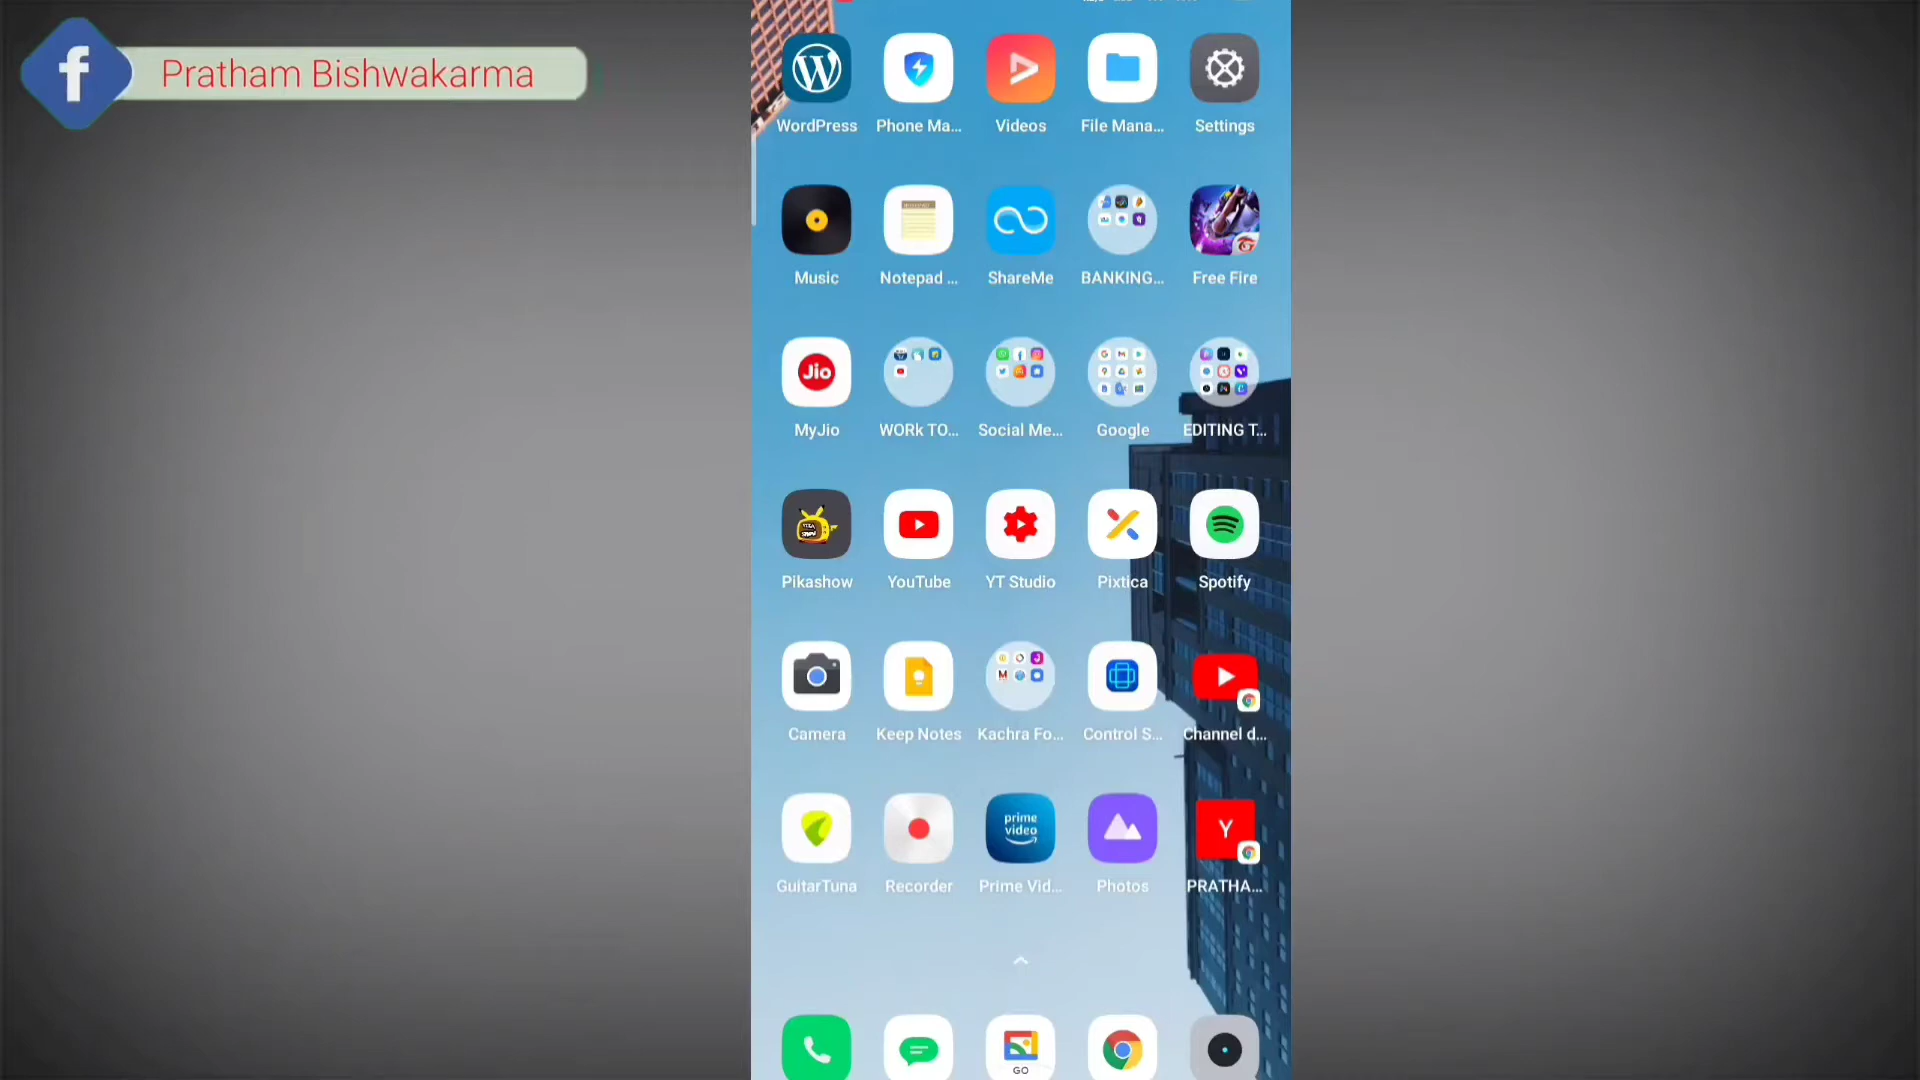 f Pratham Bishwakarma
WordPress Phone Ma... Videos File Mana... Settings
Music Notepad ... ShareMe BANKING... Free Fire
Jio
MyJio WORk TO... Social Me... Google EDITING T...
Pikashow YouTube YT Studio Pixtica Spotify
Camera Keep Notes Kachra Fo... Control S... Channel d...
prime video Y
GuitarTuna Recorder Prime Vid... Photos PRATHA...
GO